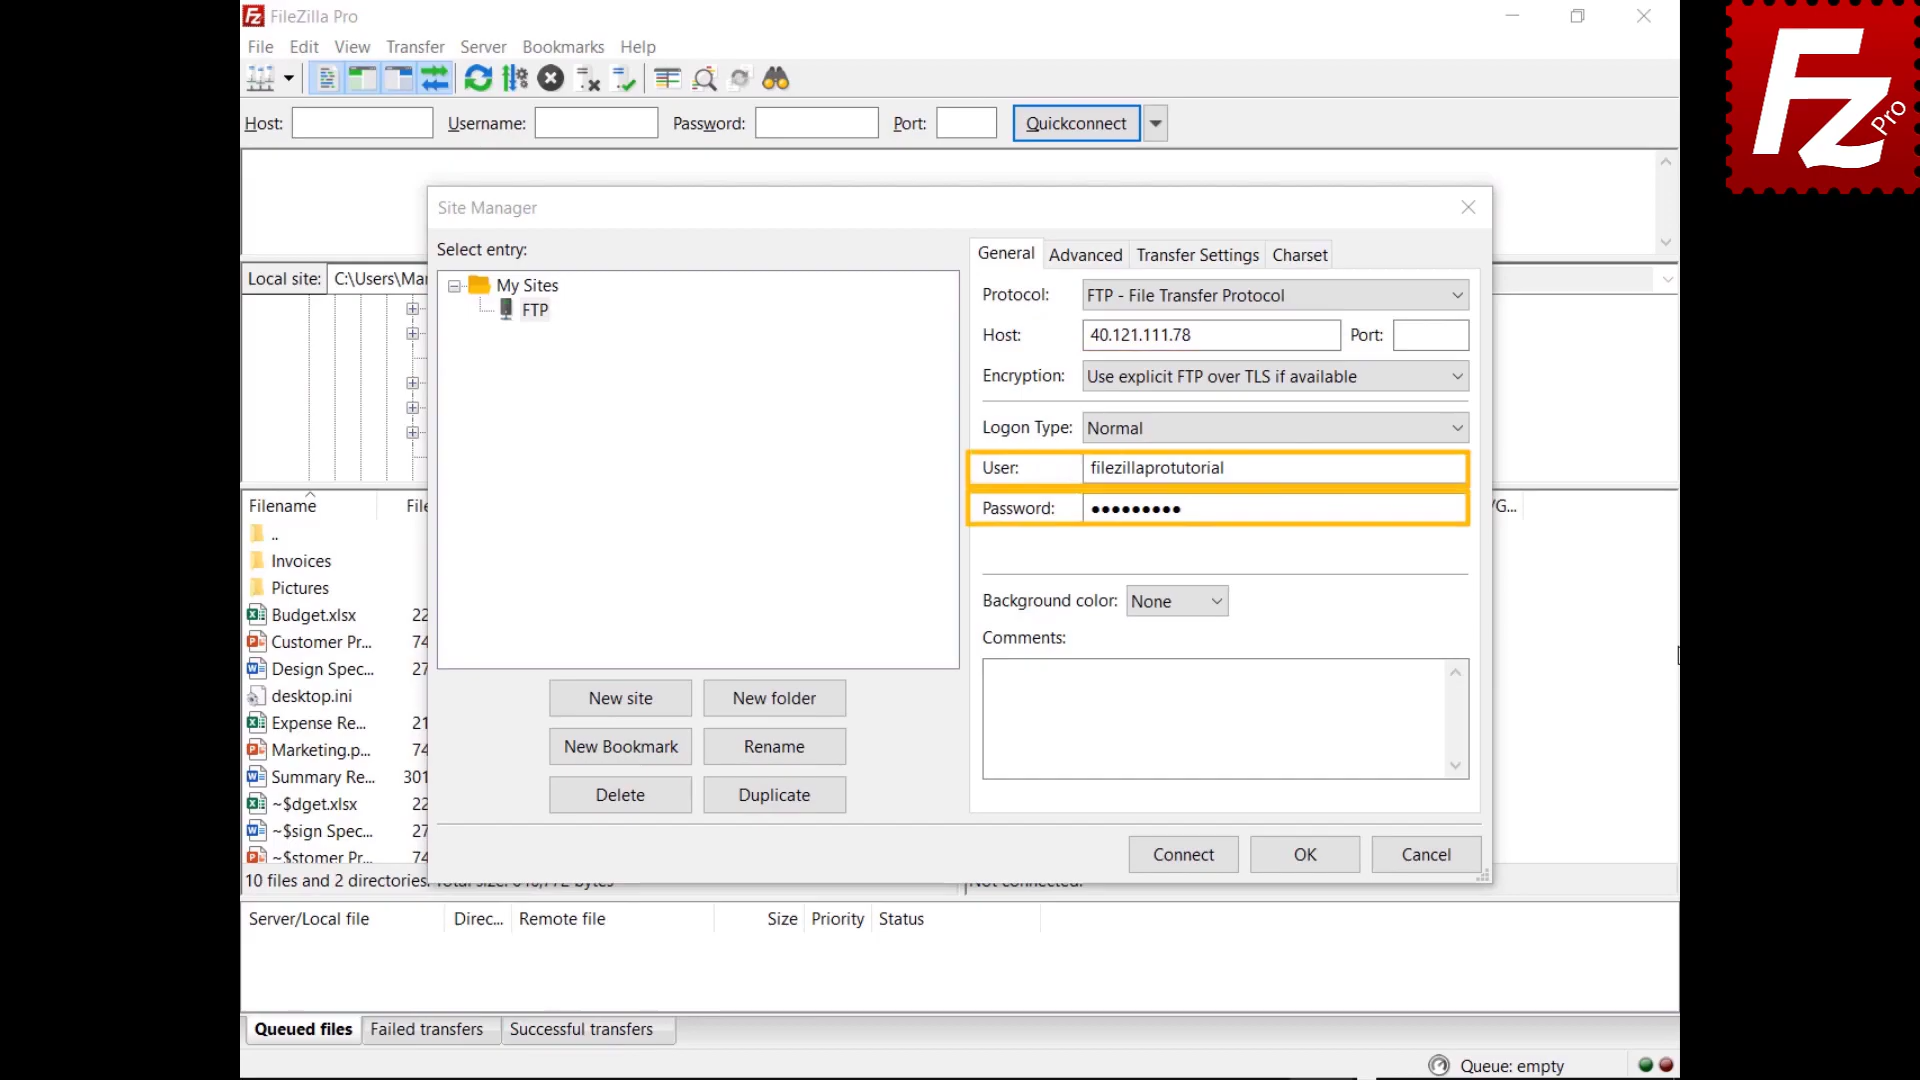 FileZilla Pro
File Edit View Transfer Server Bookmarks Help
Host: Username: Password: Port: Quickconnect
FZ Pro
Local site: C:\Users\Mar
Filename File
..
Invoices
Pictures
Budget.xlsx 22
Customer Pr... 74
Design Spec... 27
desktop.ini
Expense Re... 21
Marketing.p... 74
Summary Re... 301
~$dget.xlsx 22
~$sign Spec... 27
~$stomer Pr... 74
10 files and 2 directories. Total size:
Site Manager
Select entry:
My Sites
FTP
New site New folder
New Bookmark Rename
Delete Duplicate
General Advanced Transfer Settings Charset
Protocol: FTP - File Transfer Protocol
Host: 40.121.111.78 Port:
Encryption: Use explicit FTP over TLS if available
Logon Type: Normal
User: filezillaprotutorial
Password: ●●●●●●●●●
Background color: None
Comments:
Connect OK Cancel
/G...
Not connected.
Server/Local file Direc... Remote file Size Priority Status
Queued files Failed transfers Successful transfers
Queue: empty